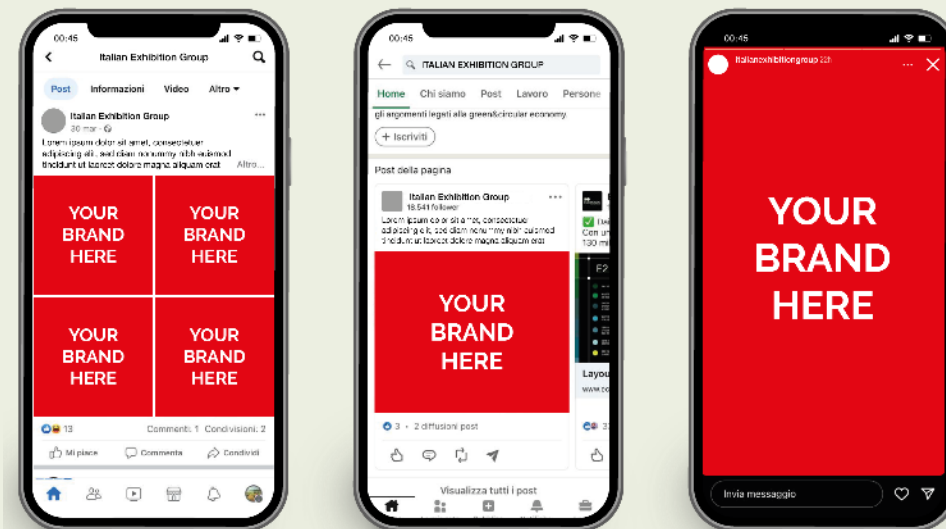 00:45
Italian Exhibition Group
Post Informazioni Video Altro
Italian Exhibition Group
30 mar
Lorem ipsum dolor sit amet, consectetuer
adipiscing elit, sed diam nonummy nibh euismod
tincidunt ut laoreet dolore magna aliquam erat Altro...
YOUR
BRAND
HERE
YOUR
BRAND
HERE
YOUR
BRAND
HERE
YOUR
BRAND
HERE
13 Commenti: 1 Condivisioni: 2
Mi piace Commenta Condividi
00:45
ITALIAN EXHIBITION GROUP
Home Chi siamo Post Lavoro Persone
gli argomenti legati alla green&circular economy
+ Iscriviti
Post della pagina
Italian Exhibition Group
18.541 follower
Lorem ipsum dolor sit amet, consectetuer
adipiscing elit, sed diam nonummy nibh euismod
tincidunt ut laoreet dolore magna aliquam erat
YOUR
BRAND
HERE
3 • 2 diffusioni post
Con un
130 mi
Layou
Visualizza tutti i post
00:45
italianexhibitiongroup 22h
YOUR
BRAND
HERE
Invia messaggio